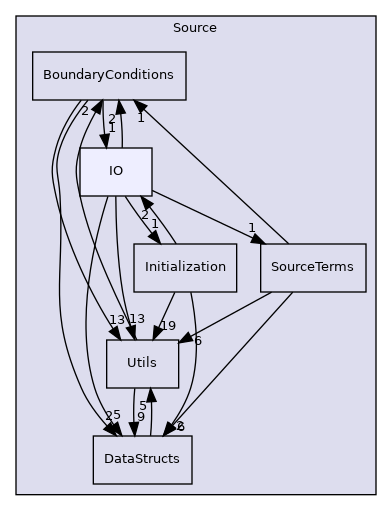 Source
BoundaryConditions
2
2
1
1
IO
2
1
1
Initialization
SourceTerms
13
13
19
6
Utils
25
5
9
6
DataStructs